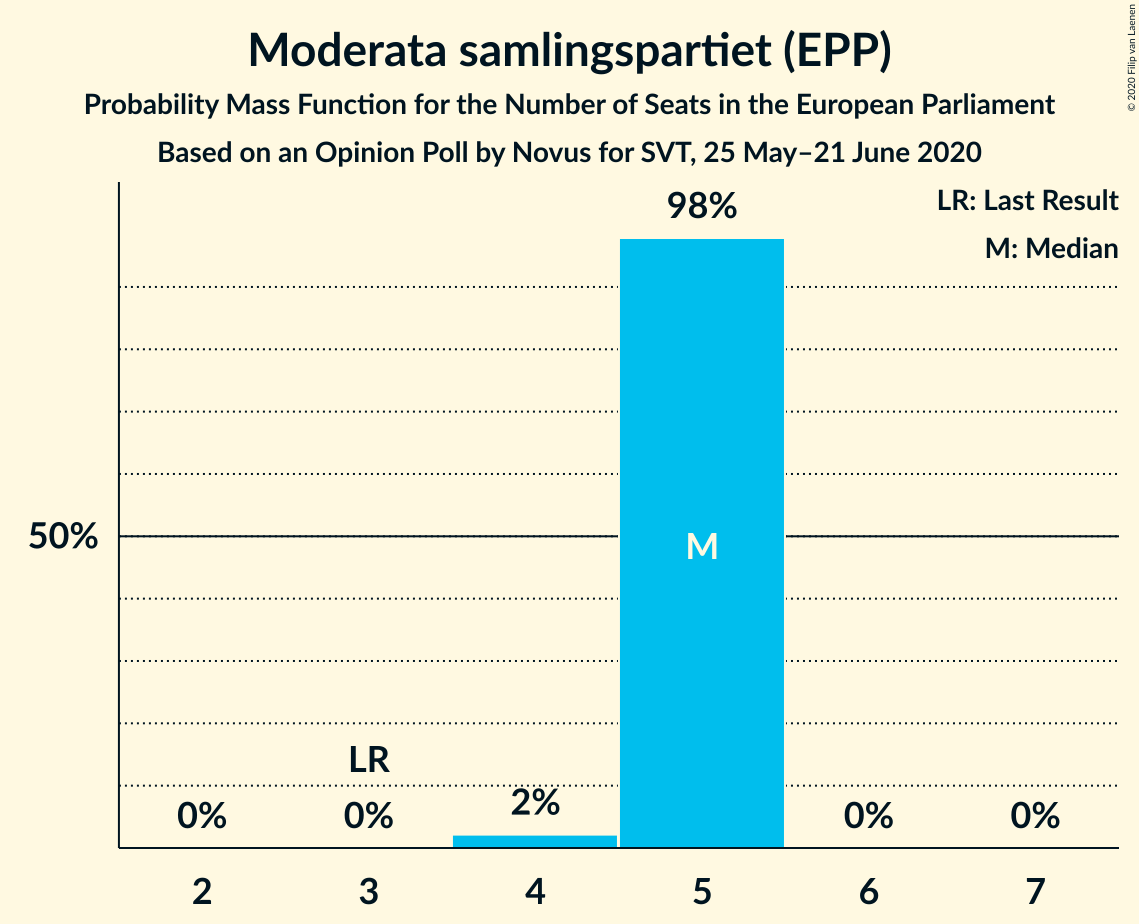 Moderata samlingspartiet (EPP)
Probability Mass Function for the Number of Seats in the European Parliament
Based on an Opinion Poll by Novus for SVT, 25 May–21 June 2020
© 2020 Filip van Laenen
LR: Last Result
M: Median
98%
50%
M
LR
0%
0%
2%
0%
0%
2
3
4
5
6
7